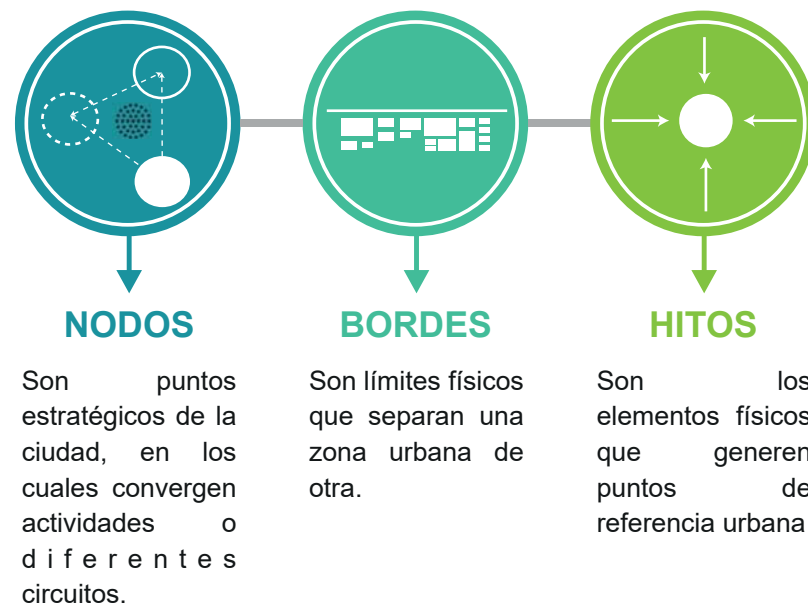 NODOS
Son puntos
estratégicos de la
ciudad, en los
cuales convergen
actividades o
diferentes
circuitos.
BORDES
Son límites físicos
que separan una
zona urbana de
otra.
HITOS
Son los
elementos físicos
que generen
puntos de
referencia urbana